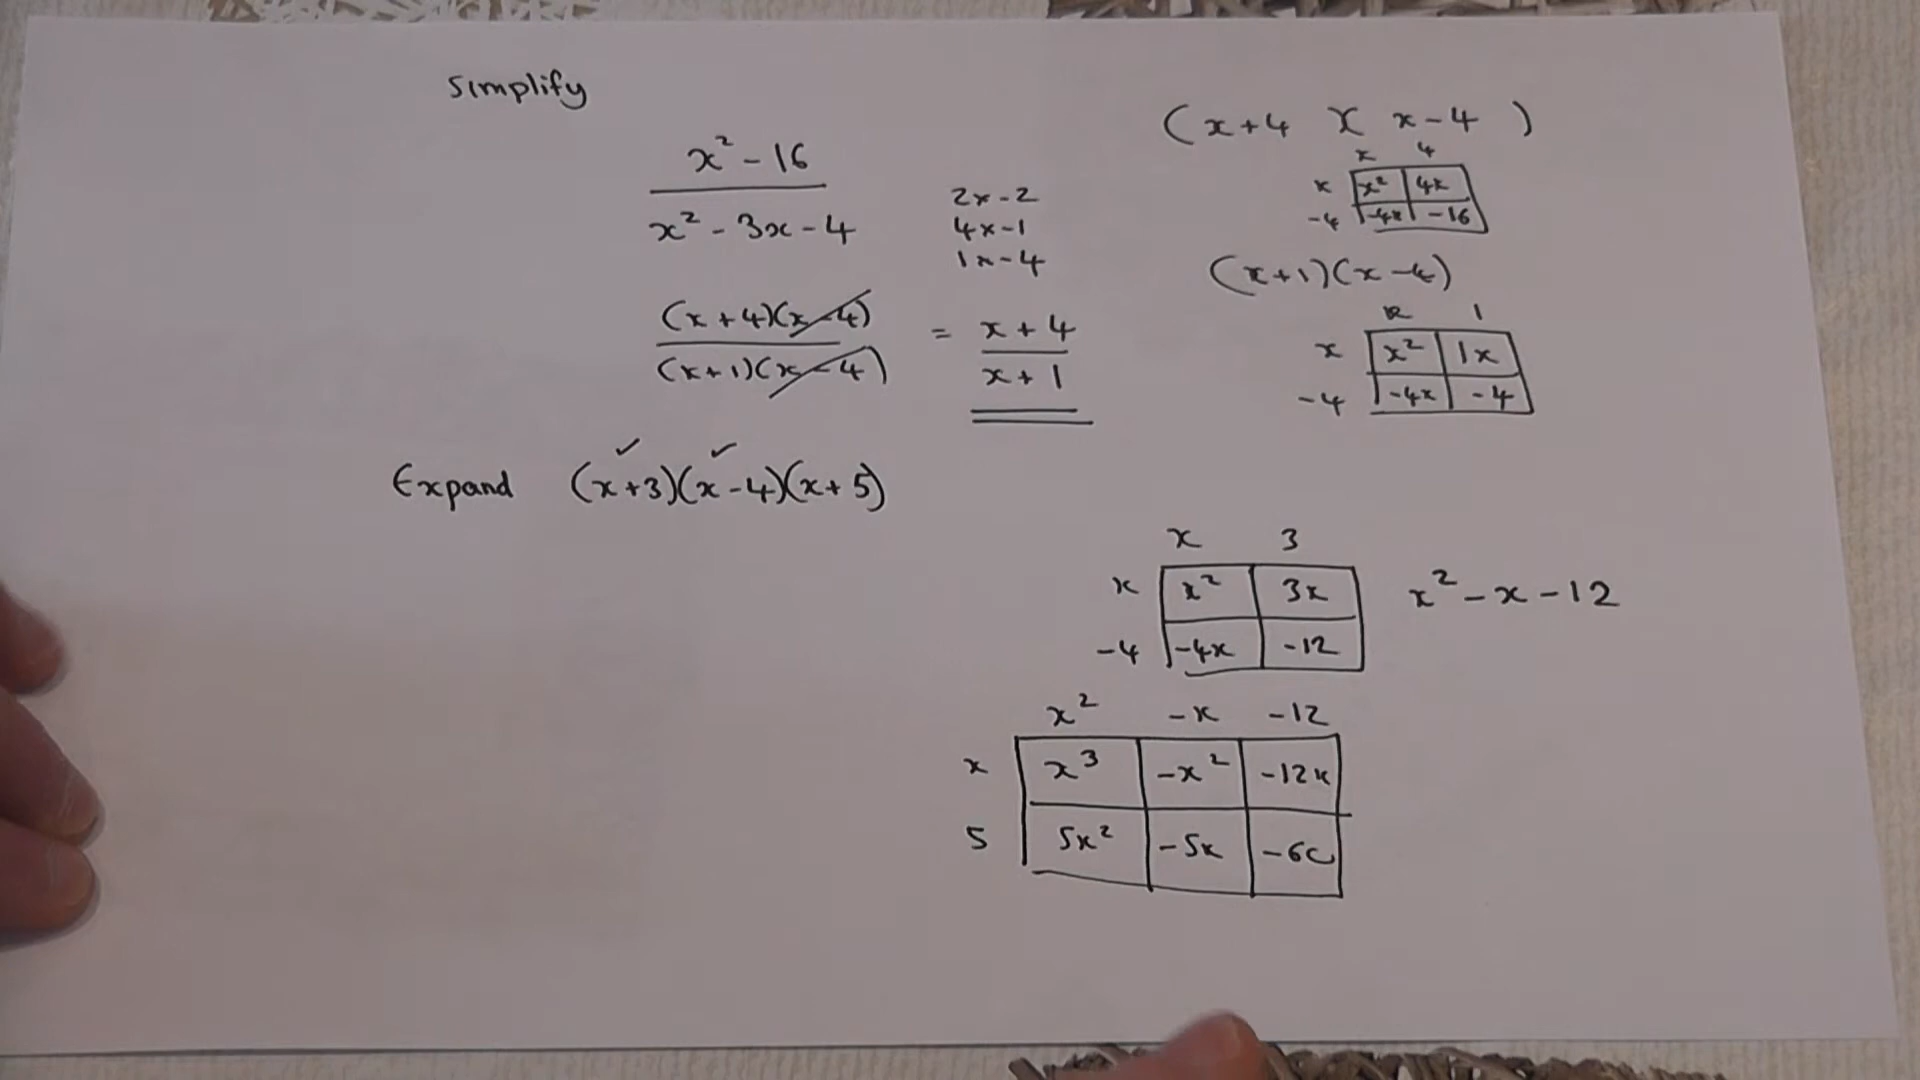 Simplify
x² - 16
x² - 3x - 4
2x - 2
4x - 1
1x - 4
(x + 4)(x - 4)
(x + 1)(x - 4)
= x + 4
x + 1
(x + 4)(x - 4)
x 4
x x² 4x
-4 -4x -16
(x + 1)(x - 4)
x 1
x x² 1x
-4 -4x -4
Expand (x + 3)(x - 4)(x + 5)
x 3
x x² 3x
-4 -4x -12
x² - x - 12
x² -x -12
x x³ -x² -12x
5 5x² -5x -60